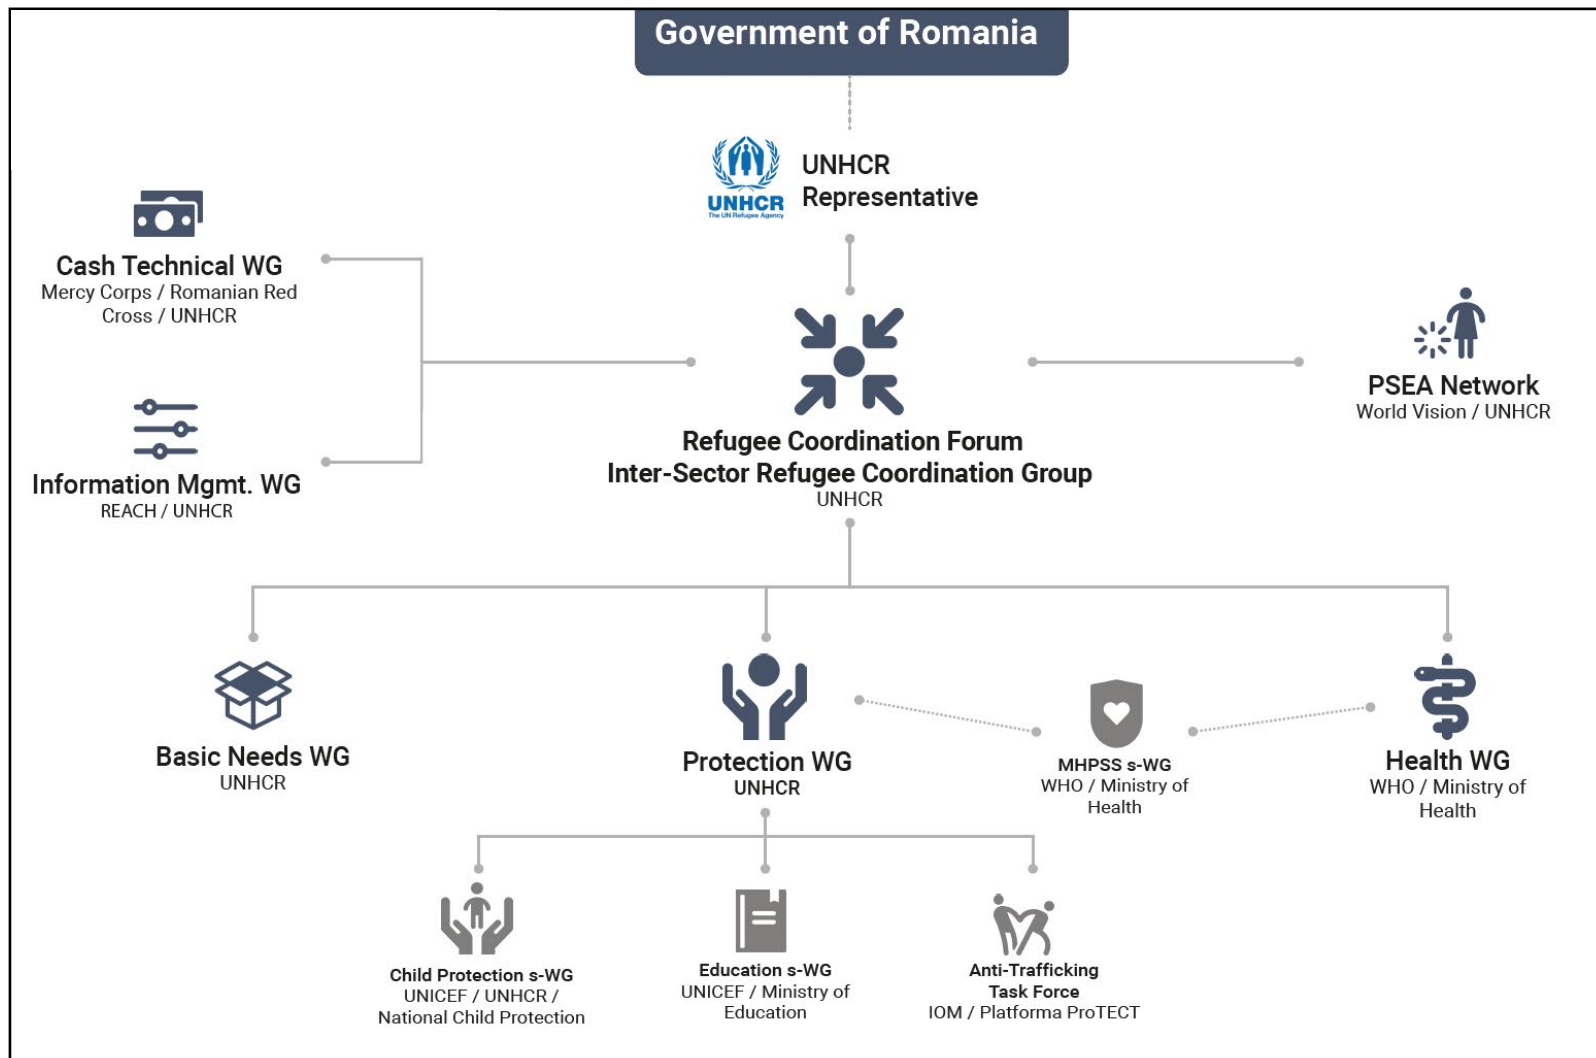 Government of Romania
UNHCR
The UN Refugee Agency
UNHCR
Representative
Cash Technical WG
Mercy Corps / Romanian Red
Cross / UNHCR
Information Mgmt. WG
REACH / UNHCR
Refugee Coordination Forum
Inter-Sector Refugee Coordination Group
UNHCR
PSEA Network
World Vision / UNHCR
Basic Needs WG
UNHCR
Protection WG
UNHCR
MHPSS s-WG
WHO / Ministry of
Health
Health WG
WHO / Ministry of
Health
Child Protection s-WG
UNICEF / UNHCR /
National Child Protection
Education s-WG
UNICEF / Ministry of
Education
Anti-Trafficking
Task Force
IOM / Platforma ProTECT